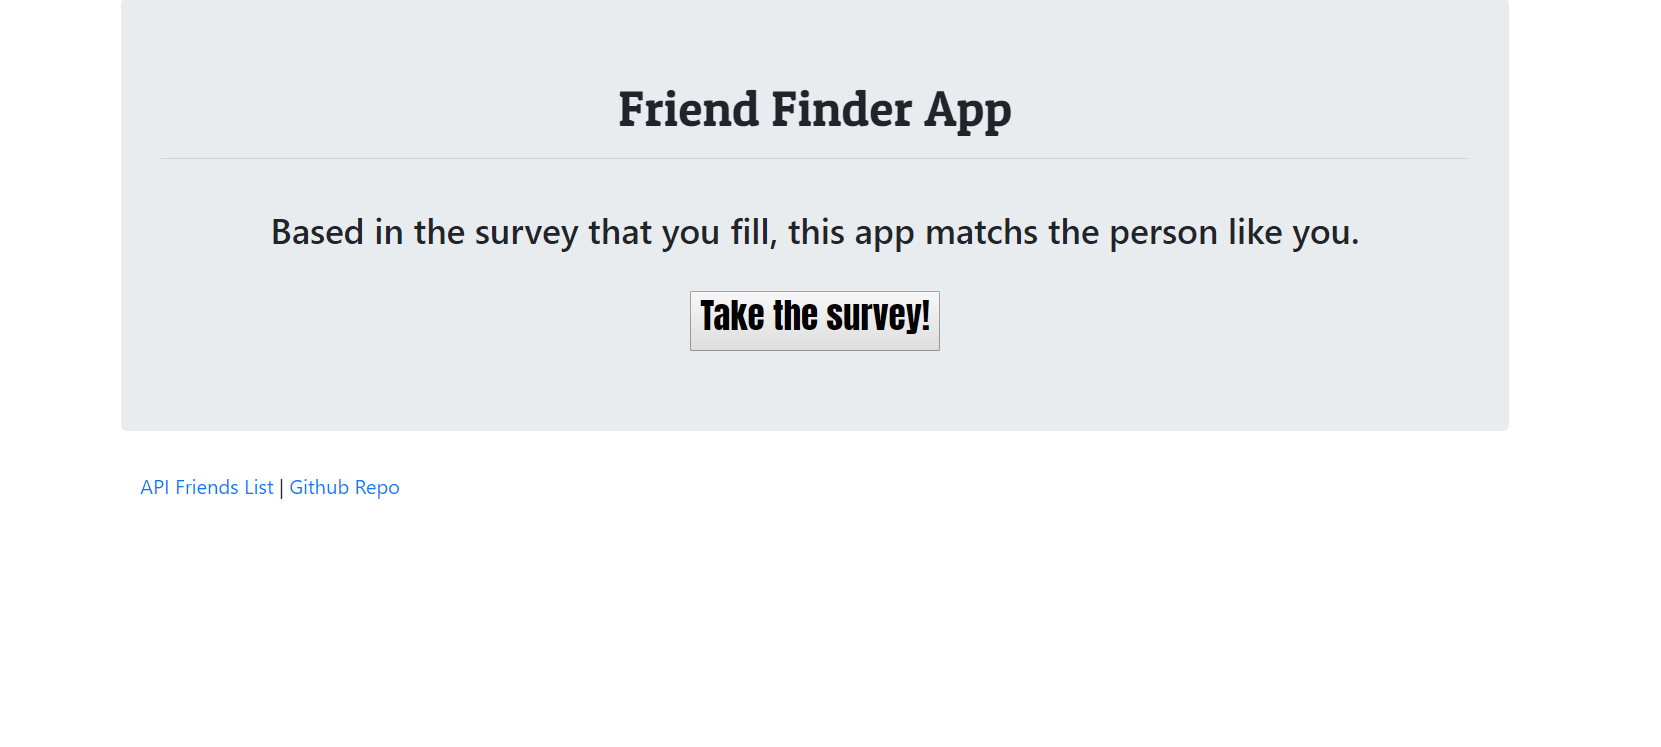 Friend Finder App
Based in the survey that you fill, this app matchs the person like you.
Take the survey!
API Friends List | Github Repo